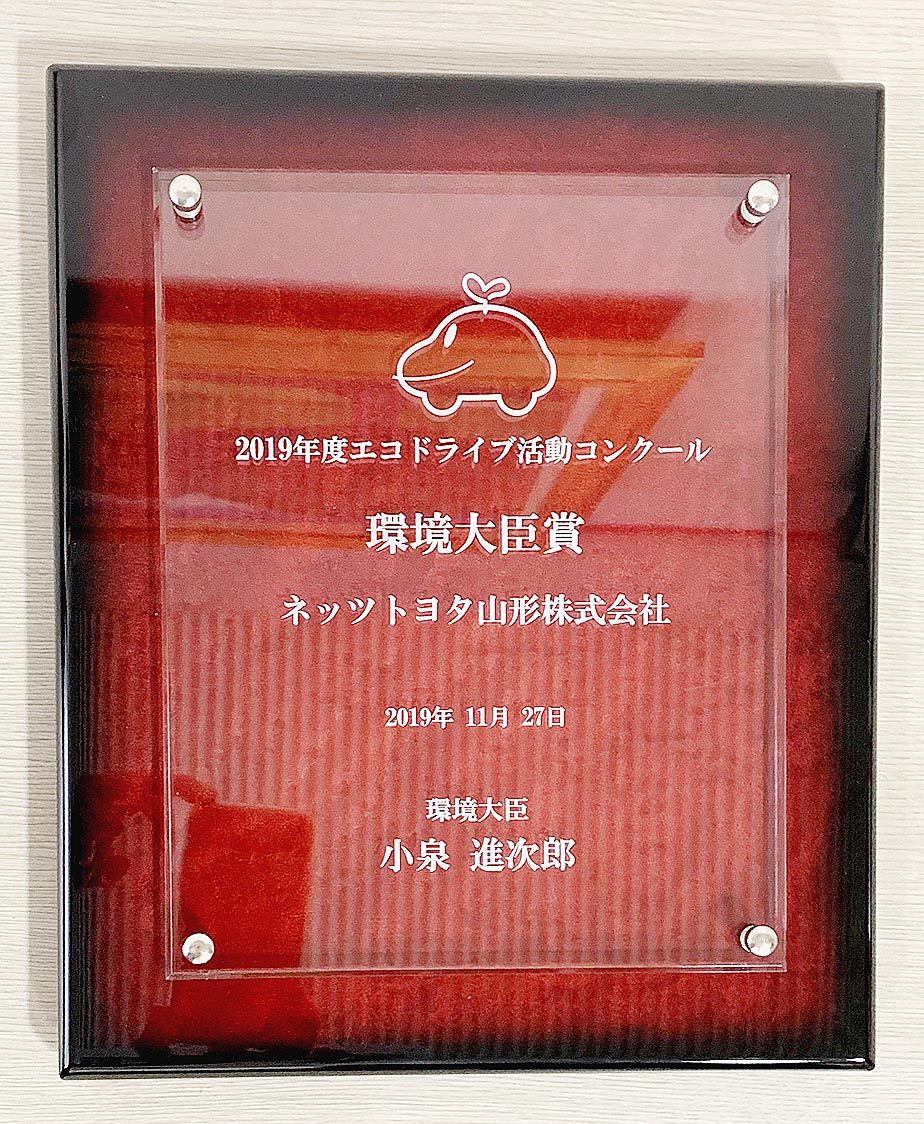 2019年度エコドライブ活動コンクール
環境大臣賞
ネッツトヨタ山形株式会社
2019年 11月 27日
環境大臣
小泉 進次郎